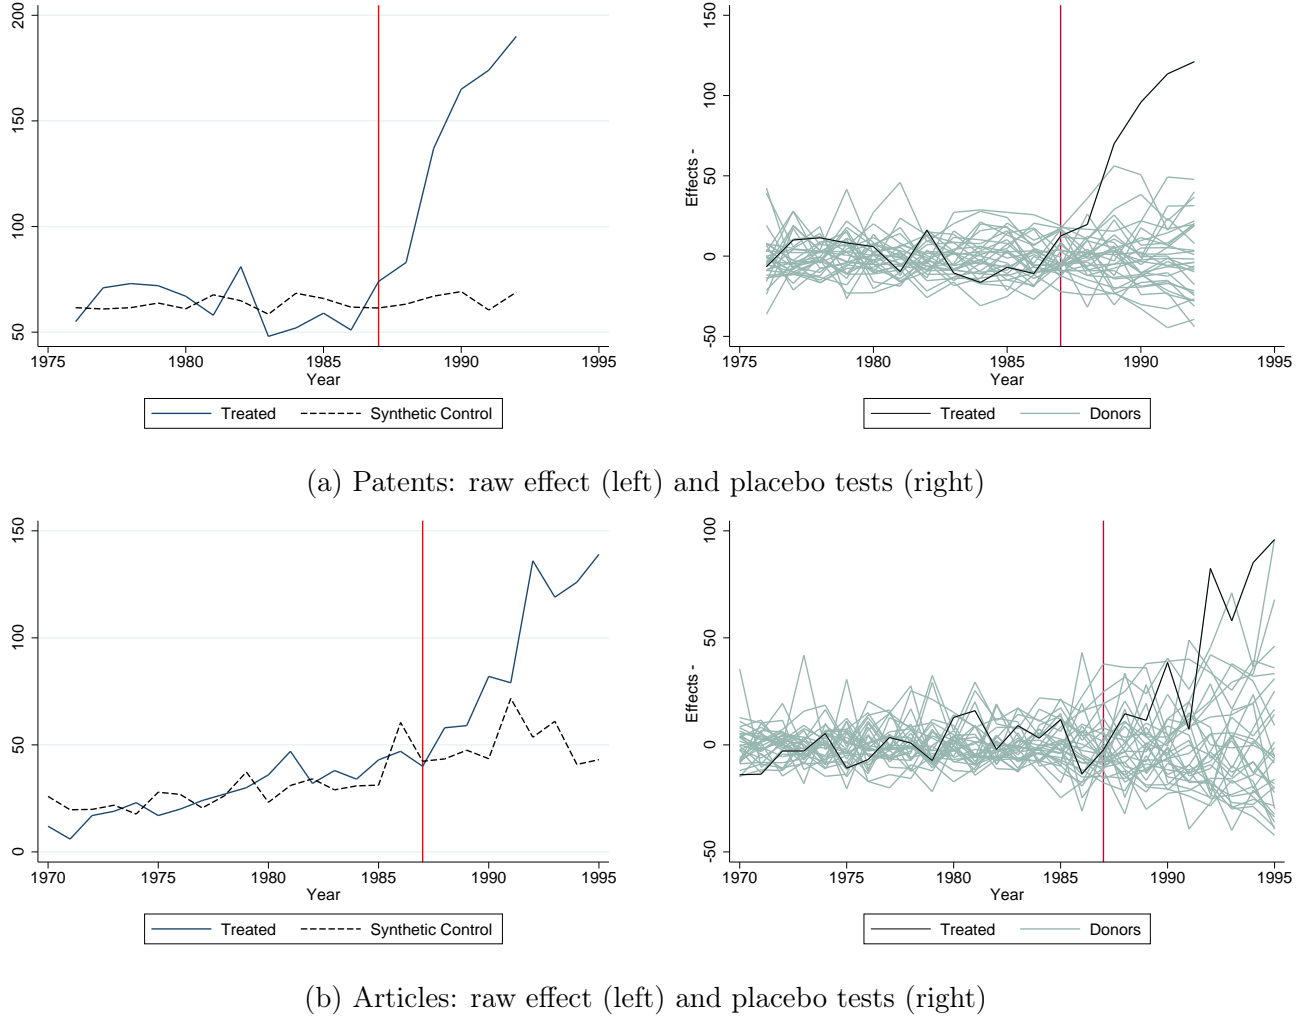 200
150
100
50
1975 1980 1985 1990 1995
Year
Treated Synthetic Control
150
100
50
0
-50
Effects -
1975 1980 1985 1990 1995
Year
Treated Donors
(a) Patents: raw effect (left) and placebo tests (right)
150
100
50
0
1970 1975 1980 1985 1990 1995
Year
Treated Synthetic Control
100
50
0
-50
Effects -
1970 1975 1980 1985 1990 1995
Year
Treated Donors
(b) Articles: raw effect (left) and placebo tests (right)